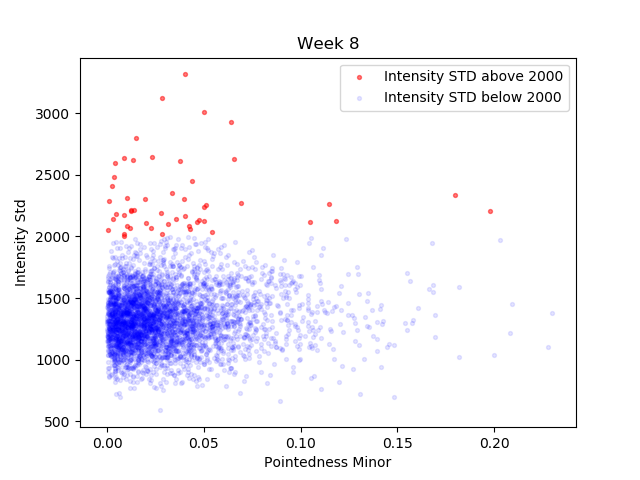 Week 8
Intensity STD above 2000
Intensity STD below 2000
3000
2500
2000
1500
1000
500
Intensity Std
0.00 0.05 0.10 0.15 0.20
Pointedness Minor